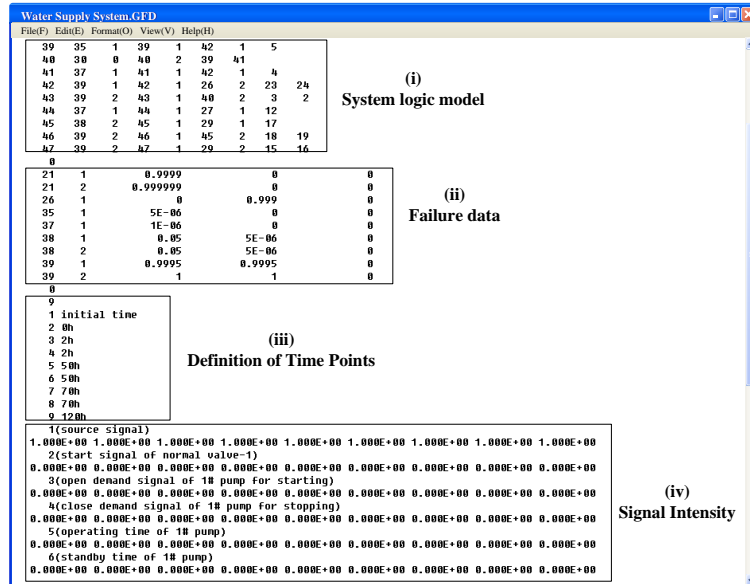 Water Supply System.GFD
File(F) Edit(E) Format(O) View(V) Help(H)
39 35 1 39 1 42 1 5
40 30 0 40 2 39 41
41 37 1 41 1 42 1 4
42 39 1 42 1 26 2 23 24
43 39 2 43 1 40 2 3 2
44 37 1 44 1 27 1 12
45 38 2 45 1 29 1 17
46 39 2 46 1 45 2 18 19
47 39 2 47 1 29 2 15 16
0
(i)
System logic model
21 1 0.9999 0 0
21 2 0.999999 0 0
26 1 0 0.999 0
35 1 5E-06 0 0
37 1 1E-06 0 0
38 1 0.05 5E-06 0
38 2 0.05 5E-06 0
39 1 0.9995 0.9995 0
39 2 1 1 0
0
(ii)
Failure data
9
1 initial time
2 0h
3 2h
4 2h
5 50h
6 50h
7 70h
8 70h
9 120h
(iii)
Definition of Time Points
1(source signal)
1.000E+00 1.000E+00 1.000E+00 1.000E+00 1.000E+00 1.000E+00 1.000E+00 1.000E+00 1.000E+00
2(start signal of normal valve-1)
0.000E+00 0.000E+00 0.000E+00 0.000E+00 0.000E+00 0.000E+00 0.000E+00 0.000E+00 0.000E+00
3(open demand signal of 1# pump for starting)
0.000E+00 0.000E+00 0.000E+00 0.000E+00 0.000E+00 0.000E+00 0.000E+00 0.000E+00 0.000E+00
4(close demand signal of 1# pump for stopping)
0.000E+00 0.000E+00 0.000E+00 0.000E+00 0.000E+00 0.000E+00 0.000E+00 0.000E+00 0.000E+00
5(operating time of 1# pump)
0.000E+00 0.000E+00 0.000E+00 0.000E+00 0.000E+00 0.000E+00 0.000E+00 0.000E+00 0.000E+00
6(standby time of 1# pump)
0.000E+00 0.000E+00 0.000E+00 0.000E+00 0.000E+00 0.000E+00 0.000E+00 0.000E+00 0.000E+00
(iv)
Signal Intensity